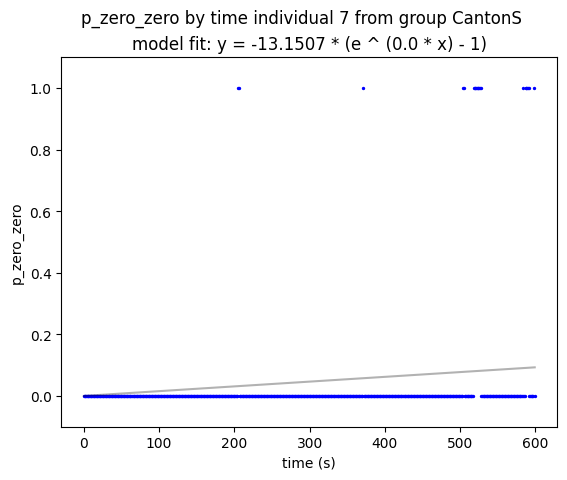 p_zero_zero by time individual 7 from group CantonS
model fit: y = -13.1507 * (e ^ (0.0 * x) - 1)
1.0
0.8
0.6
0.4
0.2
0.0
p_zero_zero
0 100 200 300 400 500 600
time (s)